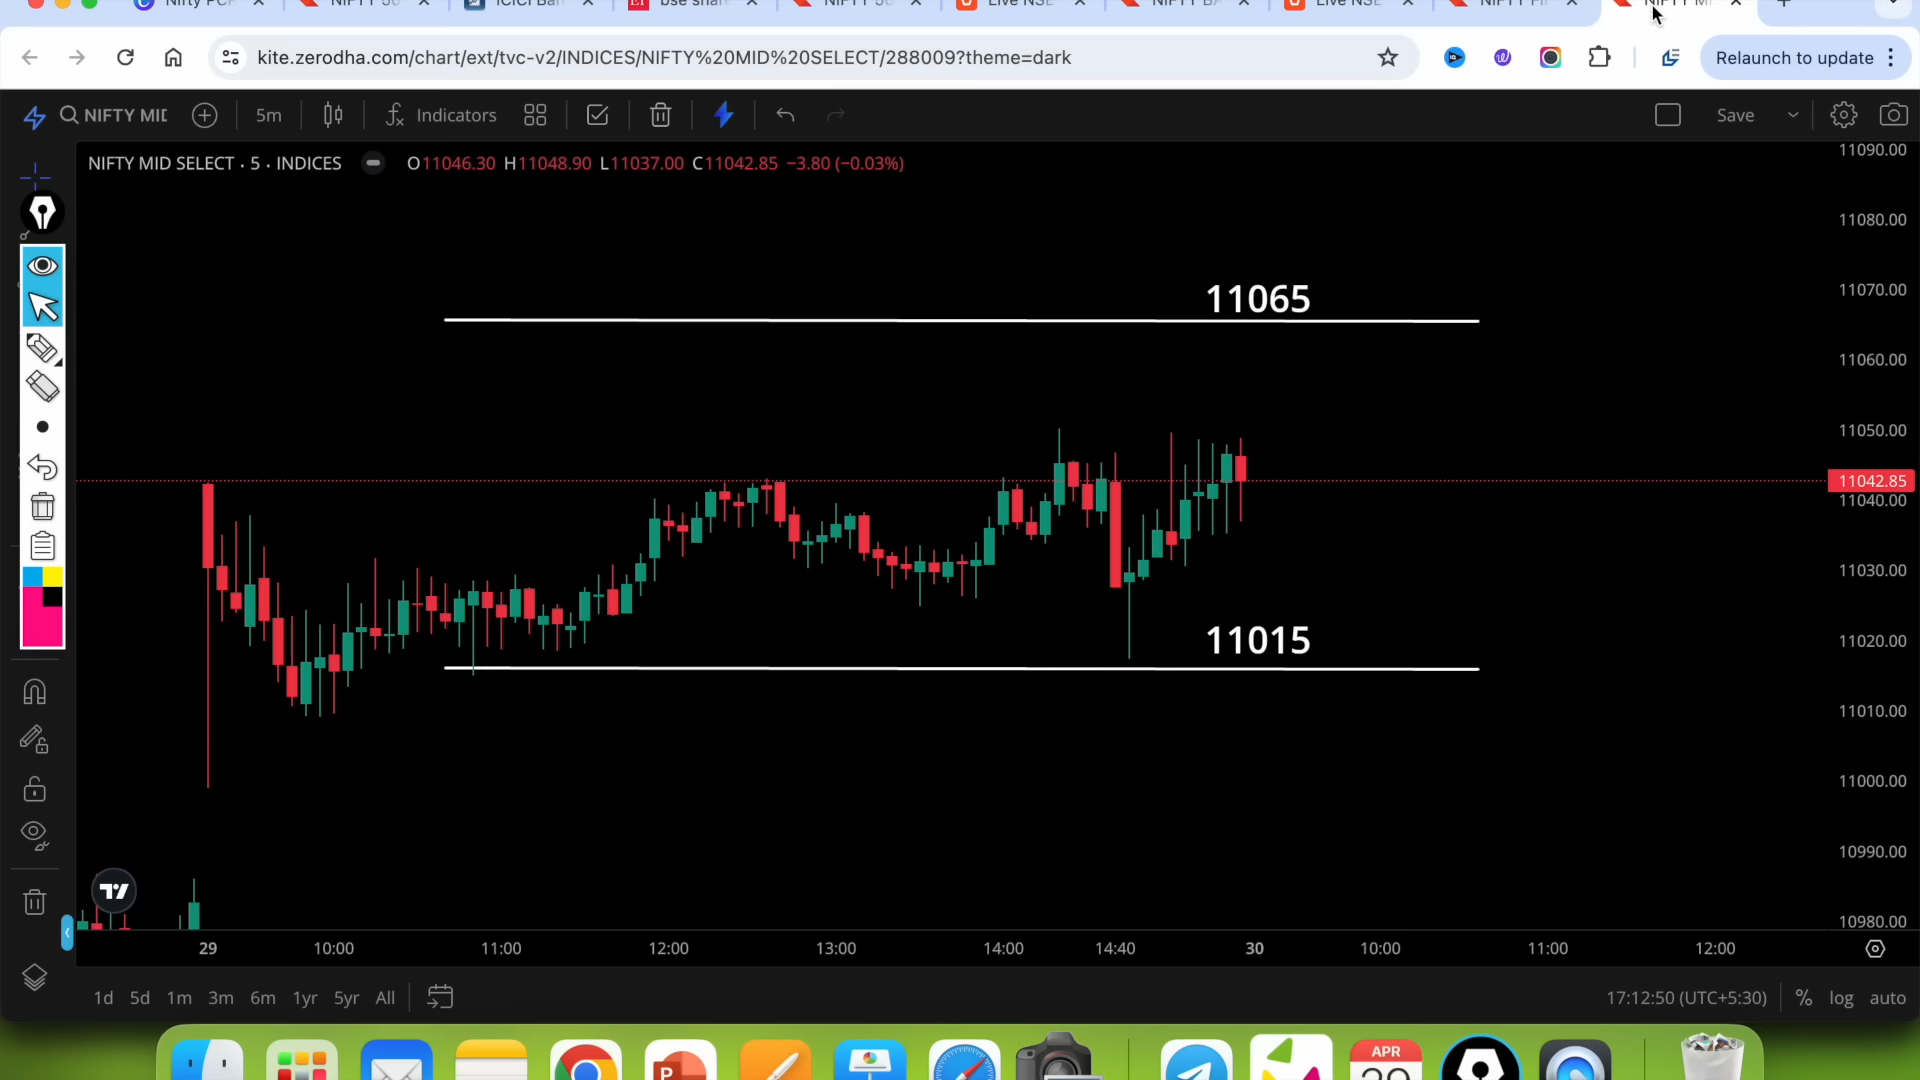 kite.zerodha.com/chart/ext/tvc-v2/INDICES/NIFTY%20MID%20SELECT/288009?theme=dark
Relaunch to update
NIFTY MID
5m
Indicators
Save
NIFTY MID SELECT · 5 · INDICES
O11046.30 H11048.90 L11037.00 C11042.85 −3.80 (−0.03%)
11090.00
11080.00
11070.00
11060.00
11050.00
11042.85
11040.00
11030.00
11020.00
11010.00
11000.00
10990.00
10980.00
11065
11015
29 10:00 11:00 12:00 13:00 14:00 14:40 30 10:00 11:00 12:00
1d 5d 1m 3m 6m 1yr 5yr All
17:12:50 (UTC+5:30) % log auto
APR